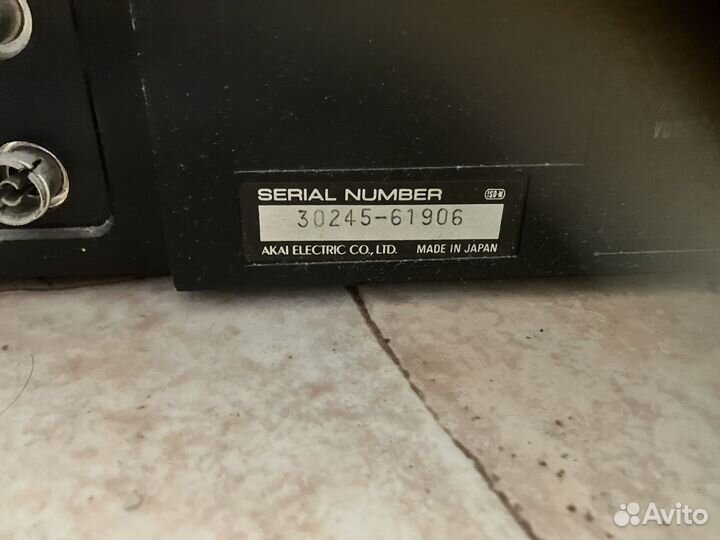 SERIAL NUMBER
30245-61906
AKAI ELECTRIC CO., LTD. MADE IN JAPAN
Avito